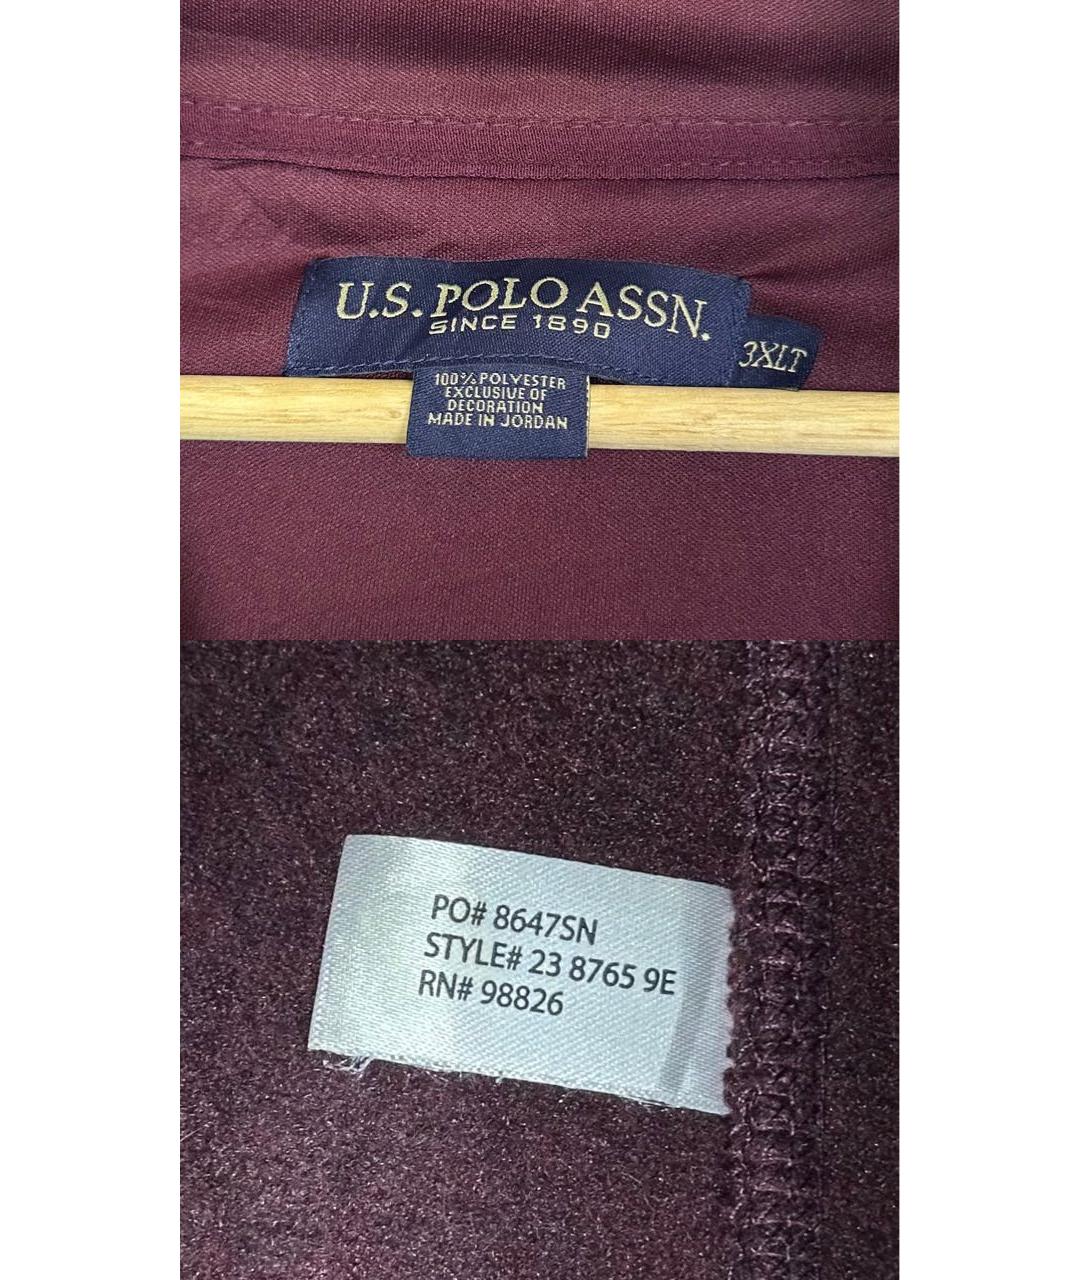 U.S. POLO ASSN.
SINCE 1890
3XLT
100% POLYESTER
EXCLUSIVE OF
DECORATION
MADE IN JORDAN
PO# 8647SN
STYLE# 23 8765 9E
RN# 98826